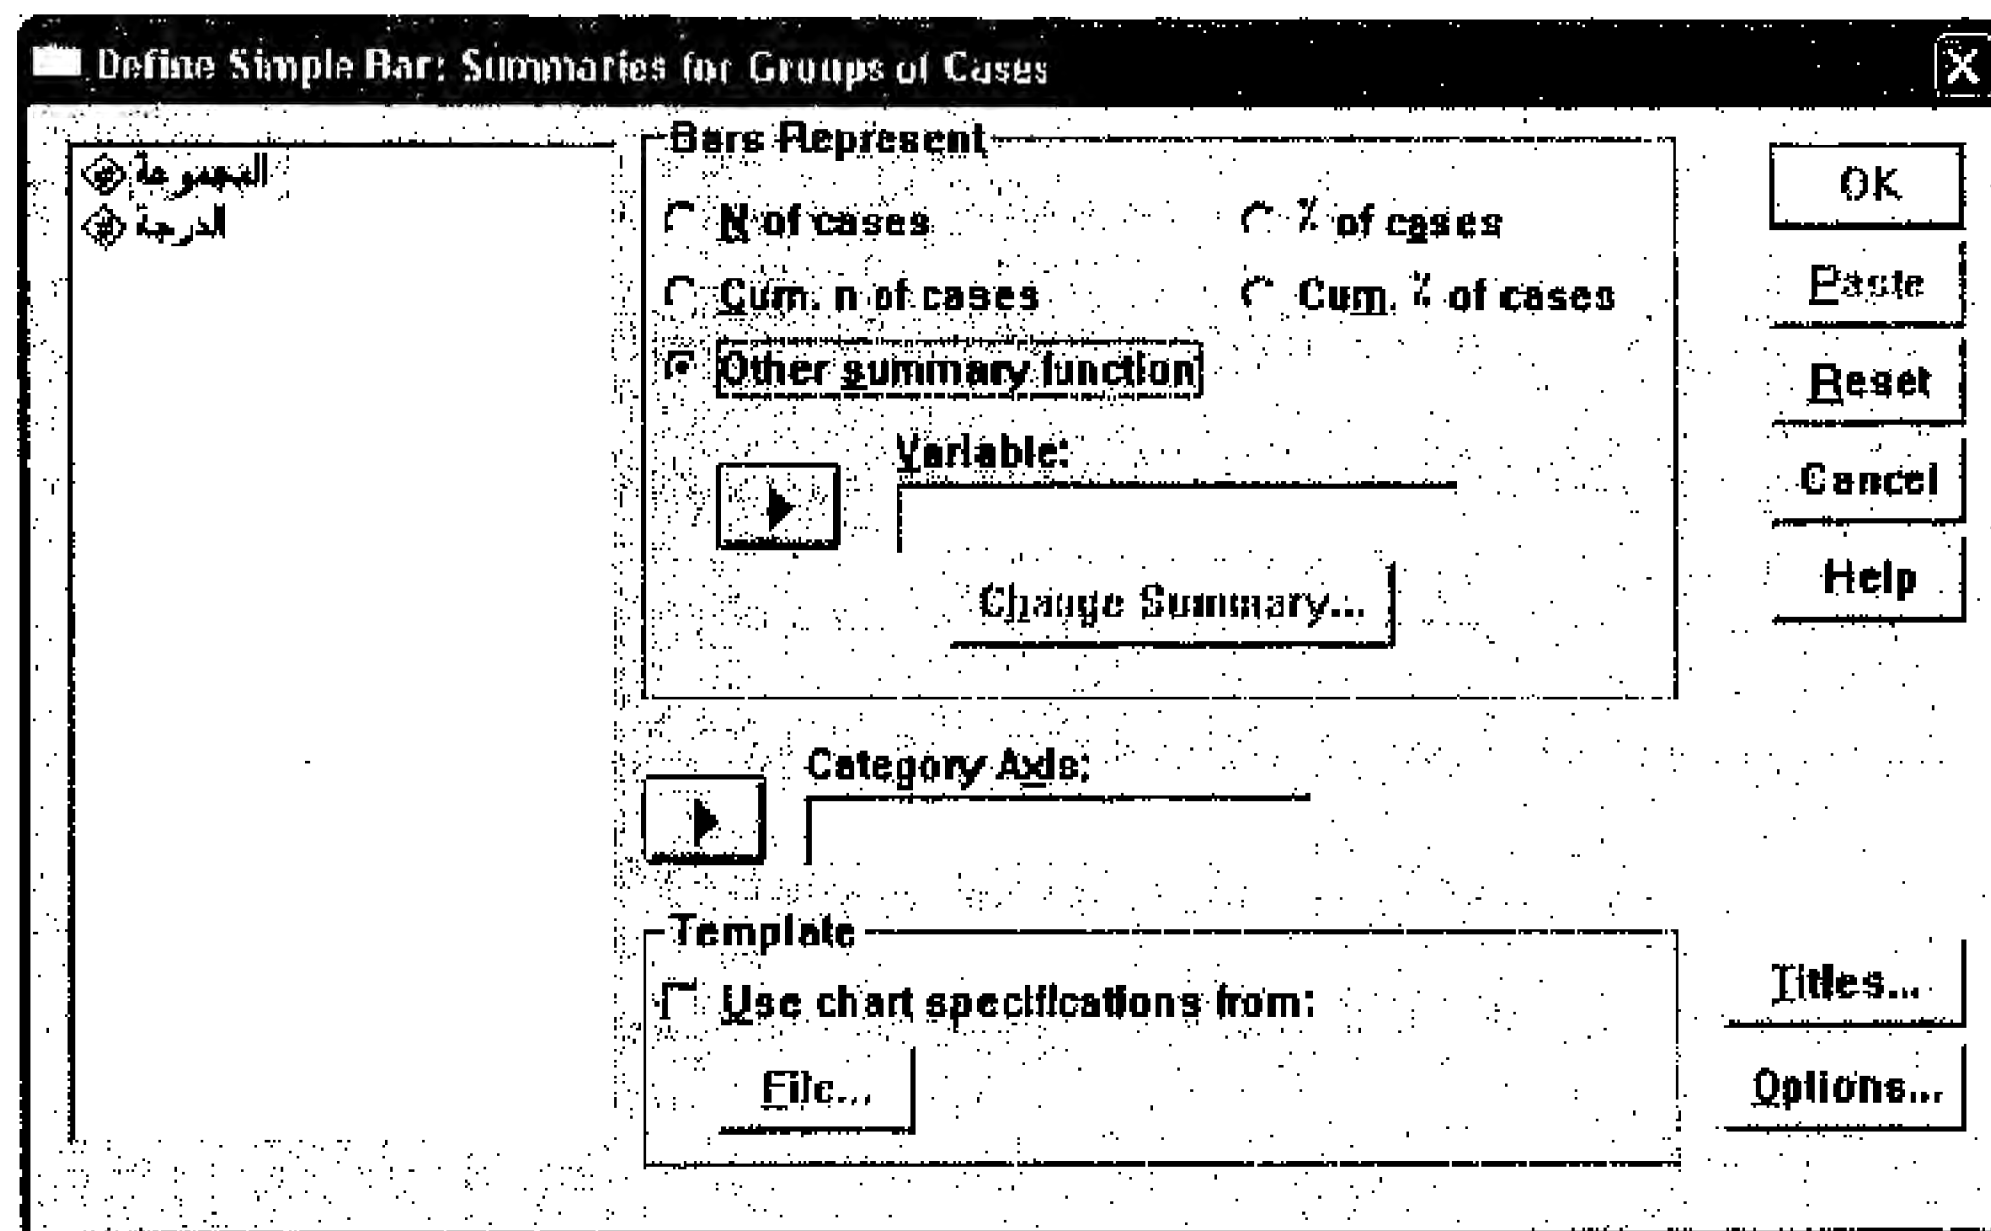 Define Simple Bar: Summaries for Groups of Cases
المجموعة
الدرجة
Bars Represent
N of cases
% of cases
Cum. n of cases
Cum. % of cases
Other summary function
Variable:
Change Summary...
Category Axis:
Template
Use chart specifications from:
File...
OK
Paste
Reset
Cancel
Help
Titles...
Options...